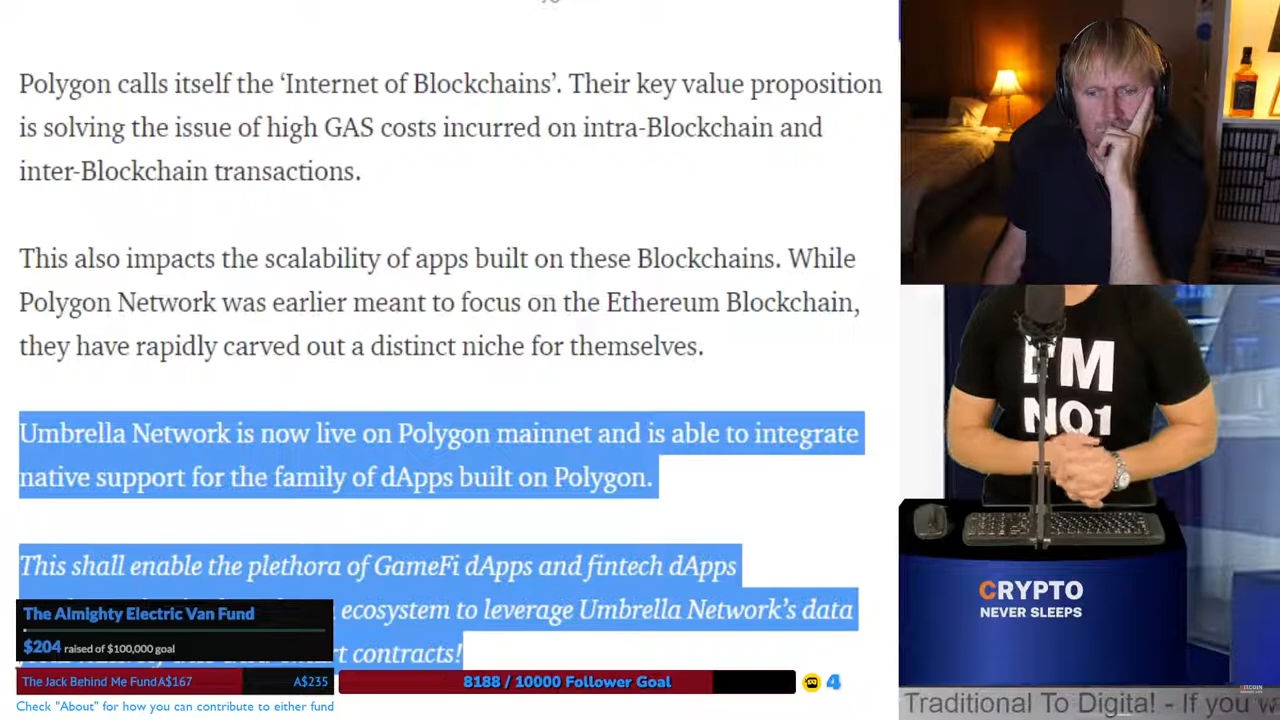 Polygon calls itself the ‘Internet of Blockchains’. Their key value proposition
is solving the issue of high GAS costs incurred on intra-Blockchain and
inter-Blockchain transactions.
This also impacts the scalability of apps built on these Blockchains. While
Polygon Network was earlier meant to focus on the Ethereum Blockchain,
they have rapidly carved out a distinct niche for themselves.
Umbrella Network is now live on Polygon mainnet and is able to integrate
native support for the family of dApps built on Polygon.
This shall enable the plethora of GameFi dApps and fintech dApps
ecosystem to leverage Umbrella Network’s data
contracts!
The Almighty Electric Van Fund
$204 raised of $100,000 goal
The Jack Behind Me Fund A$167 A$235
8188 / 10000 Follower Goal
4
Check "About" for how you can contribute to either fund
I'M
NO1
CRYPTO
NEVER SLEEPS
Traditional To Digital! - If you w